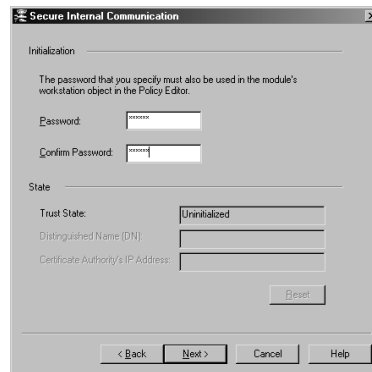 Secure Internal Communication
Initialization
The password that you specify must also be used in the module's
workstation object in the Policy Editor.
Password: ******
Confirm Password: ******
State
Trust State: Uninitialized
Distinguished Name (DN):
Certificate Authority's IP Address:
Reset
< Back Next > Cancel Help